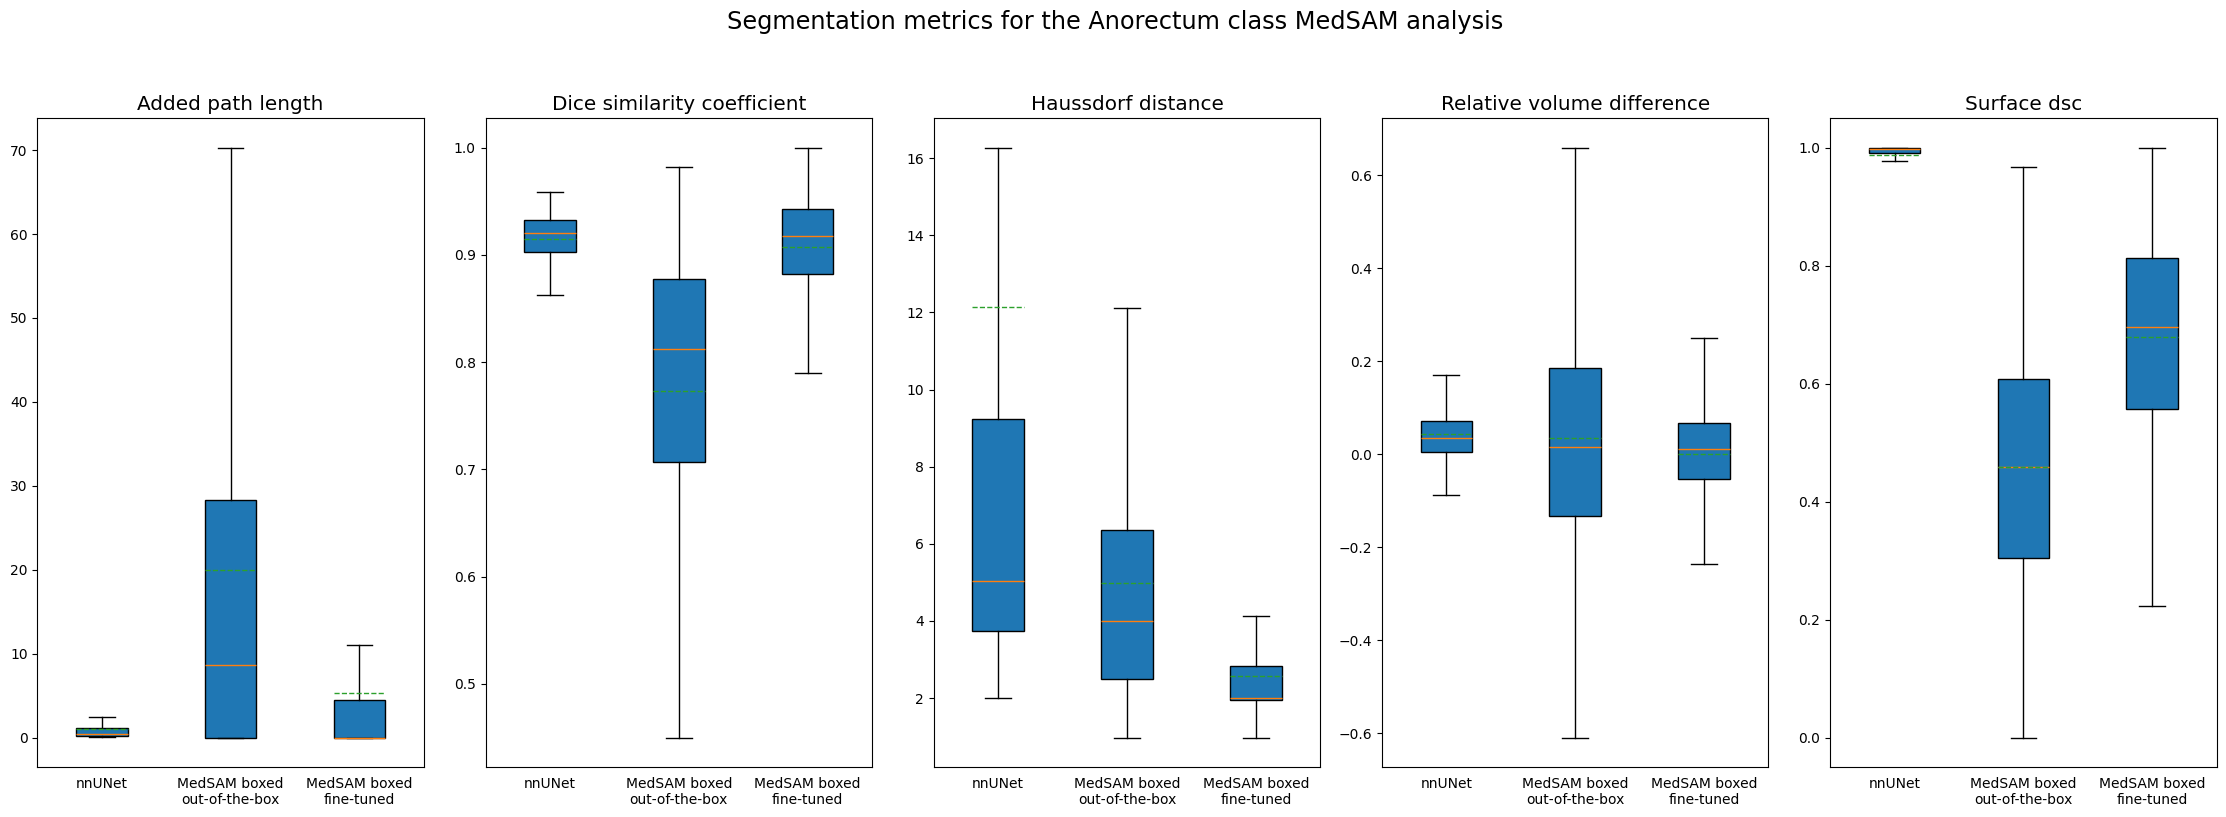 Segmentation metrics for the Anorectum class MedSAM analysis
Added path length
70
60
50
40
30
20
10
0
nnUNet
MedSAM boxed
out-of-the-box
MedSAM boxed
fine-tuned
Dice similarity coefficient
1.0
0.9
0.8
0.7
0.6
0.5
nnUNet
MedSAM boxed
out-of-the-box
MedSAM boxed
fine-tuned
Haussdorf distance
16
14
12
10
8
6
4
2
nnUNet
MedSAM boxed
out-of-the-box
MedSAM boxed
fine-tuned
Relative volume difference
0.6
0.4
0.2
0.0
−0.2
−0.4
−0.6
nnUNet
MedSAM boxed
out-of-the-box
MedSAM boxed
fine-tuned
Surface dsc
1.0
0.8
0.6
0.4
0.2
0.0
nnUNet
MedSAM boxed
out-of-the-box
MedSAM boxed
fine-tuned